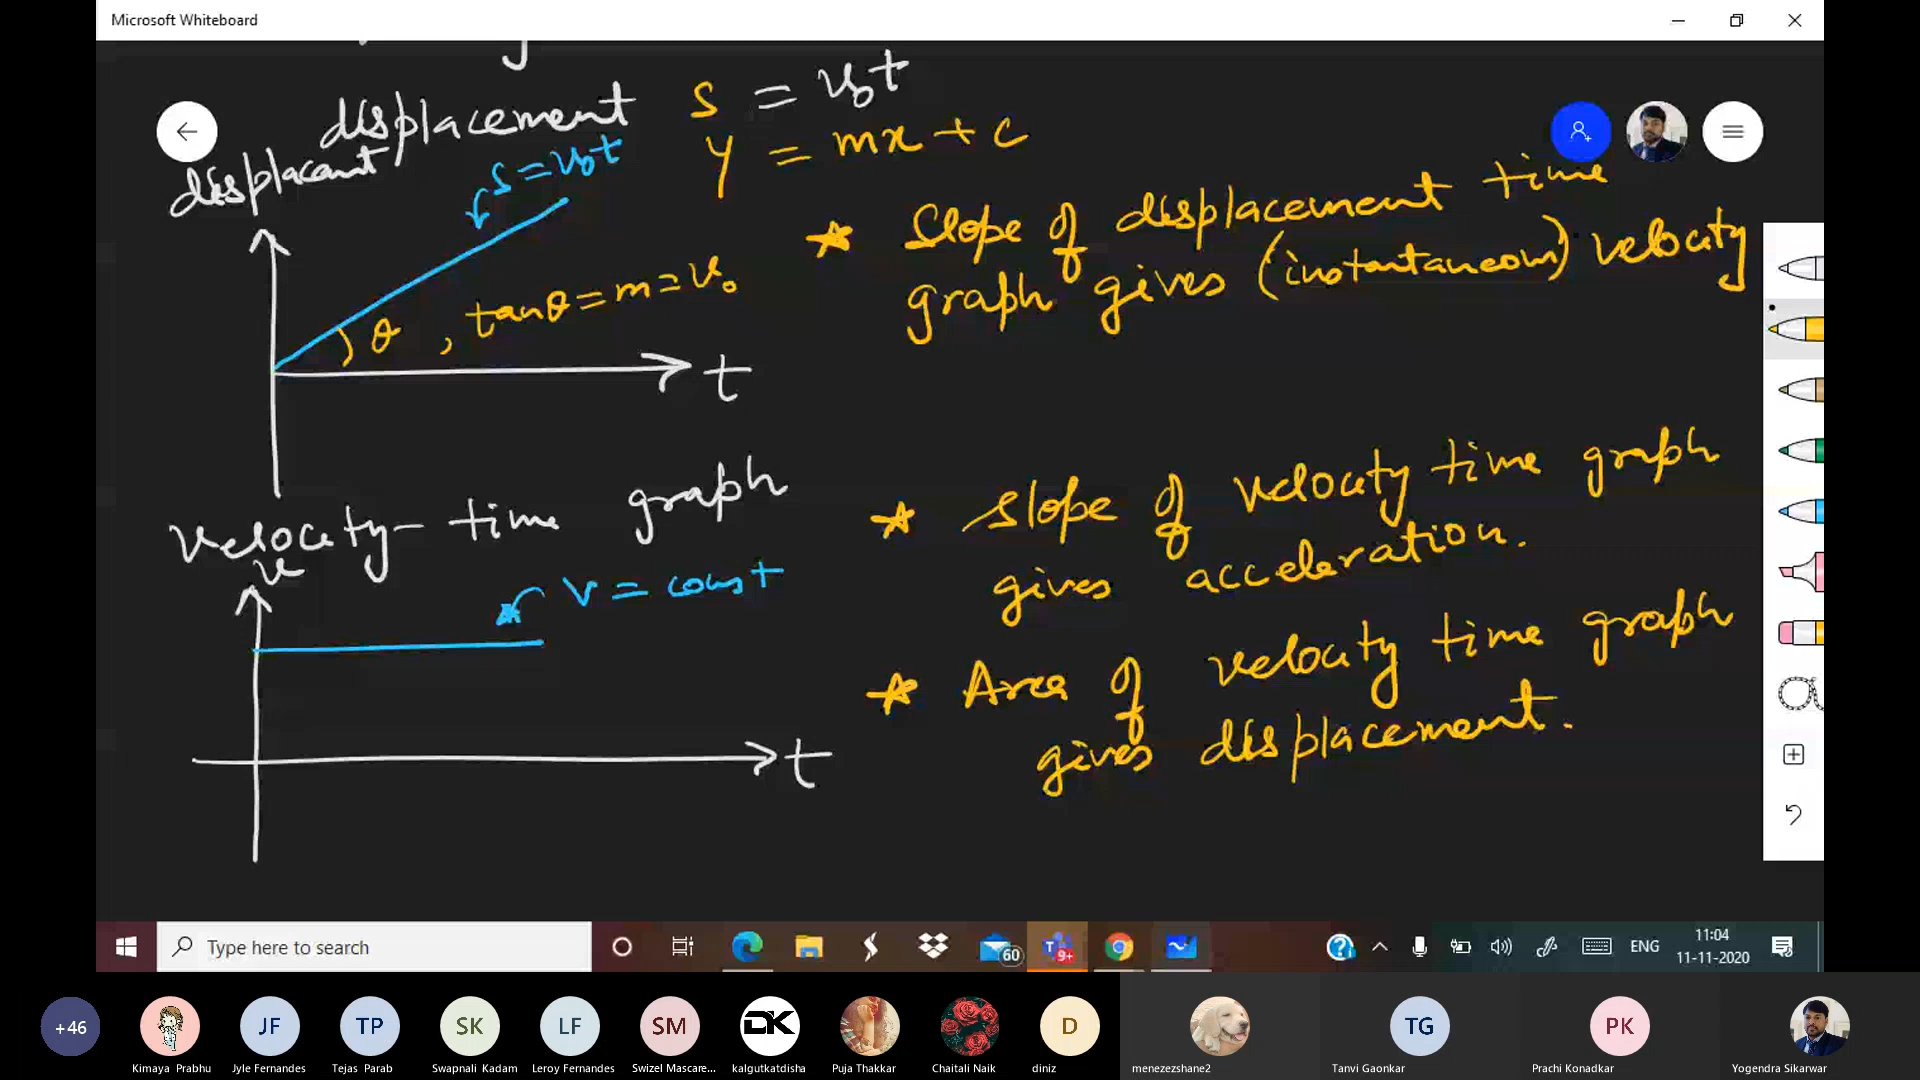 Microsoft Whiteboard
displacement
s = v₀t
y = mx + c
displacant
s = v₀t
θ , tanθ = m = v₀
t
★ Slope of displacement time
graph gives (instantaneous) velocity
velocity - time graph
v
v = const
t
★ slope of velocity time graph
gives acceleration.
★ Area of velocity time graph
gives displacement.
Type here to search
60
9+
ENG
11:04
11-11-2020
+46
JF
TP
SK
LF
SM
DK
D
TG
PK
Kimaya Prabhu
Jyle Fernandes
Tejas Parab
Swapnali Kadam
Leroy Fernandes
Swizel Mascare...
kalgutkatdisha
Puja Thakkar
Chaitali Naik
diniz
menezezshane2
Tanvi Gaonkar
Prachi Konadkar
Yogendra Sikarwar